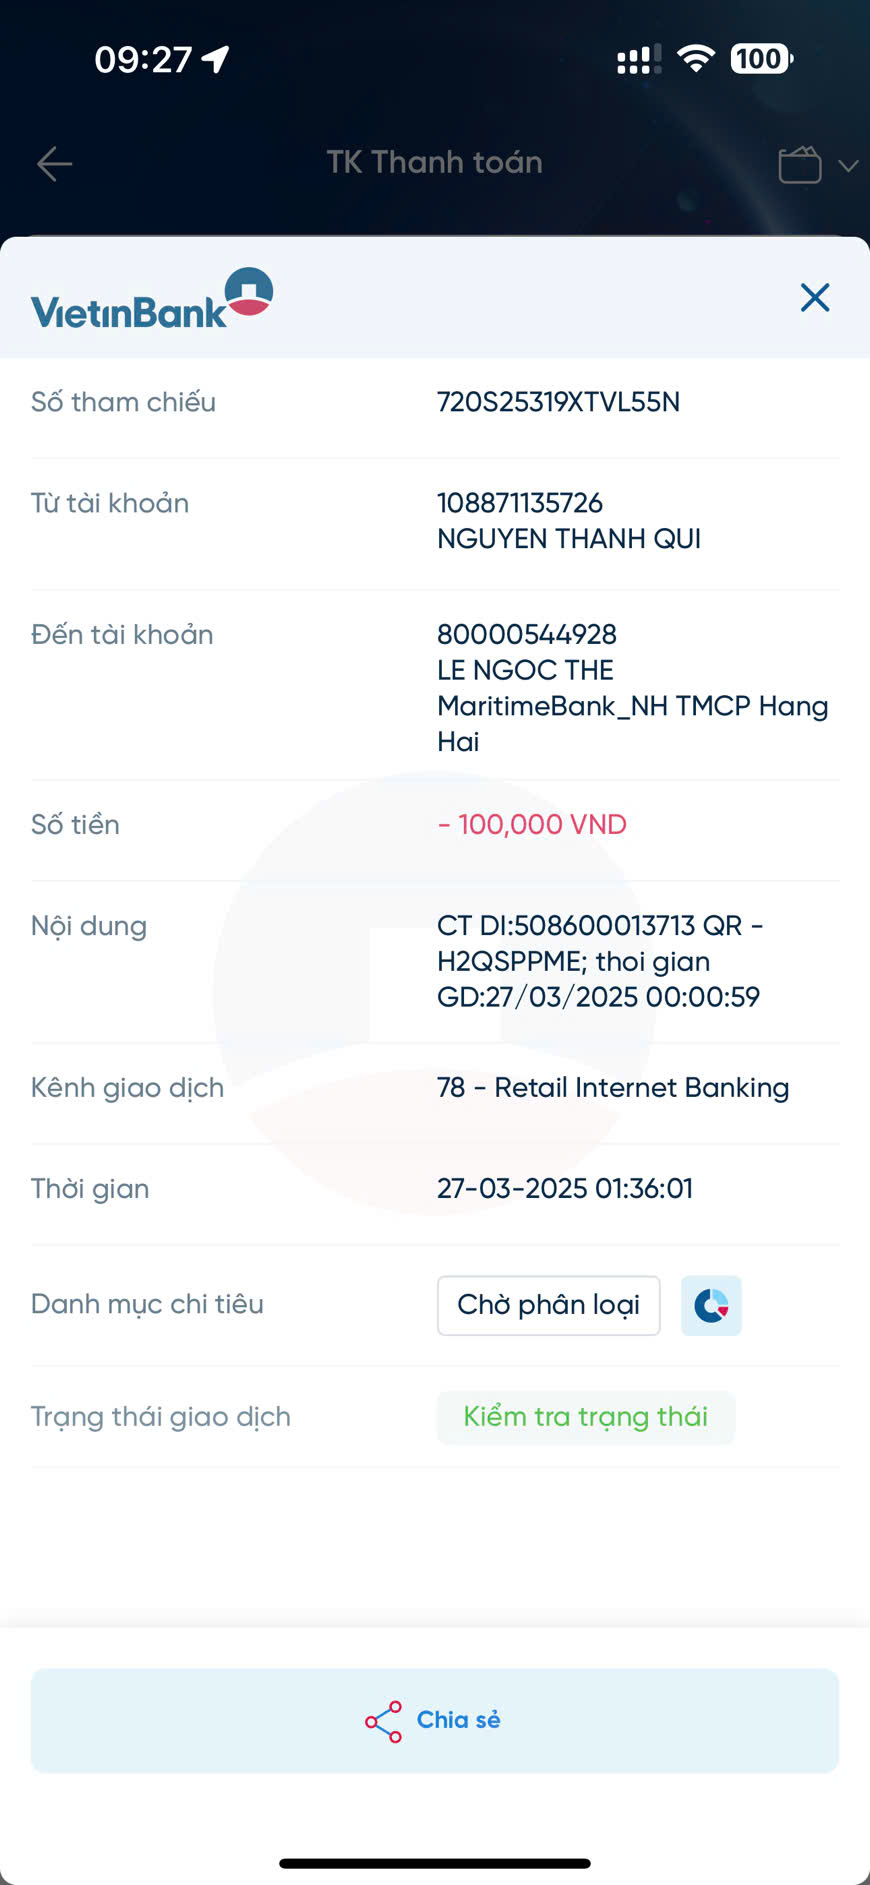 09:27
100
TK Thanh toán
VietinBank
Số tham chiếu
720S25319XTVL55N
Từ tài khoản
108871135726
NGUYEN THANH QUI
Đến tài khoản
80000544928
LE NGOC THE
MaritimeBank_NH TMCP Hang
Hai
Số tiền
- 100,000 VND
Nội dung
CT DI:508600013713 QR -
H2QSPPME; thoi gian
GD:27/03/2025 00:00:59
Kênh giao dịch
78 - Retail Internet Banking
Thời gian
27-03-2025 01:36:01
Danh mục chi tiêu
Chờ phân loại
Trạng thái giao dịch
Kiểm tra trạng thái
Chia sẻ